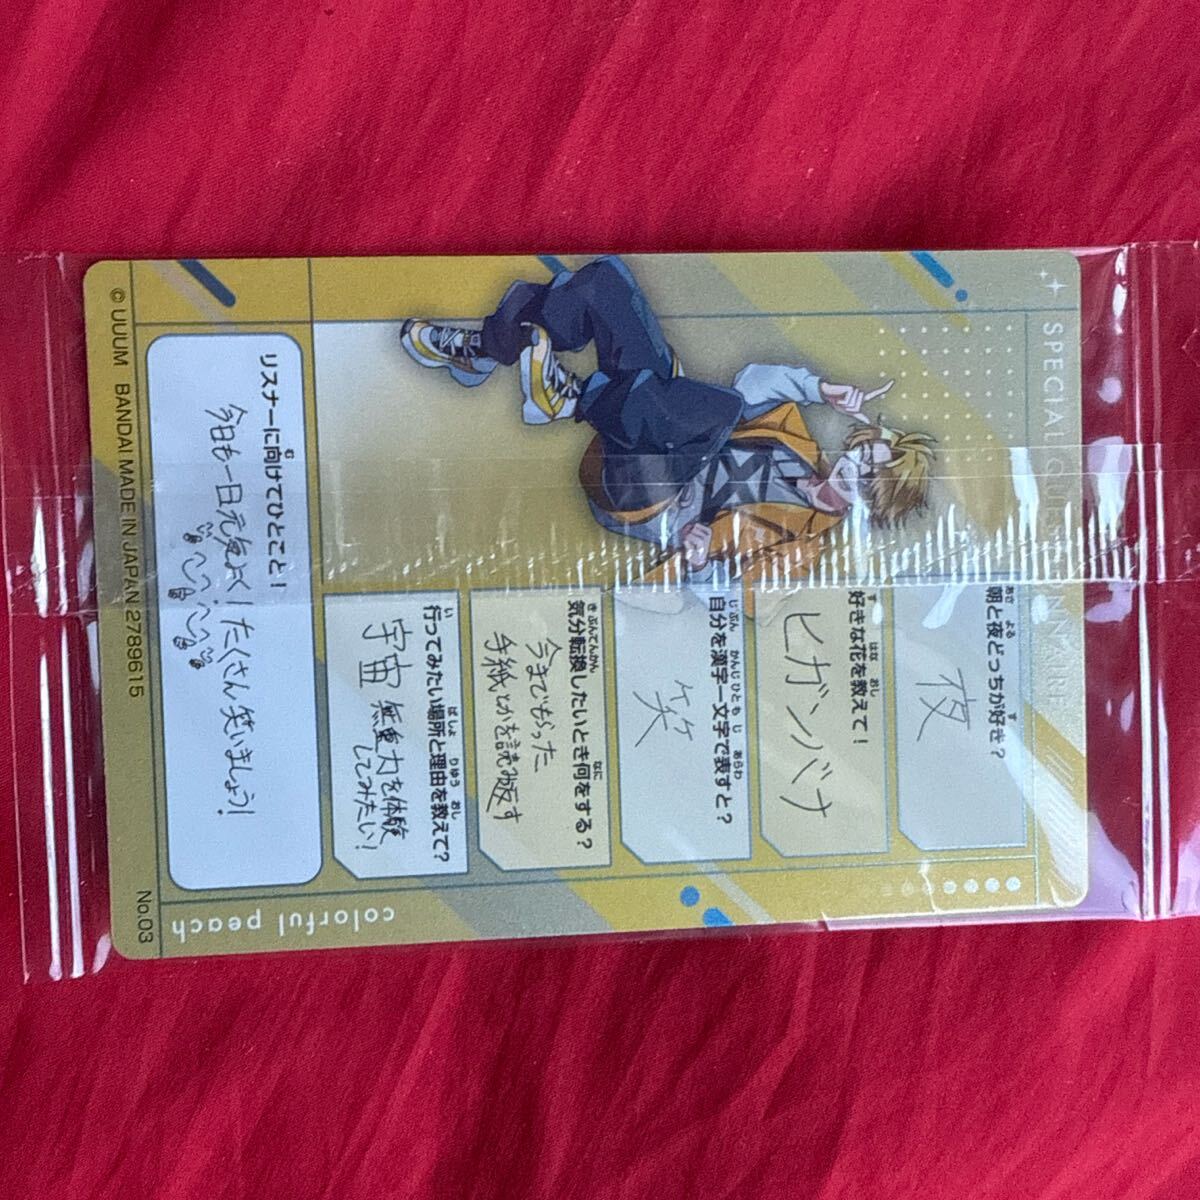 SPECIAL QUESTIONNAIRE
朝と夜どっちが好き？
夜
好きな花を教えて！
ヒガンバナ
自分を漢字一文字で表すと？
笑
気分転換したいとき何をする？
今までもらった
手紙とかを読み返す
行ってみたい場所と理由を教えて？
宇宙 無重力を体験
してみたい！
リスナーに向けてひとこと！
今日も一日元気よく！たくさん笑いましょう！
colorful peach
© UUUM BANDAI MADE IN JAPAN 2789615
No.03